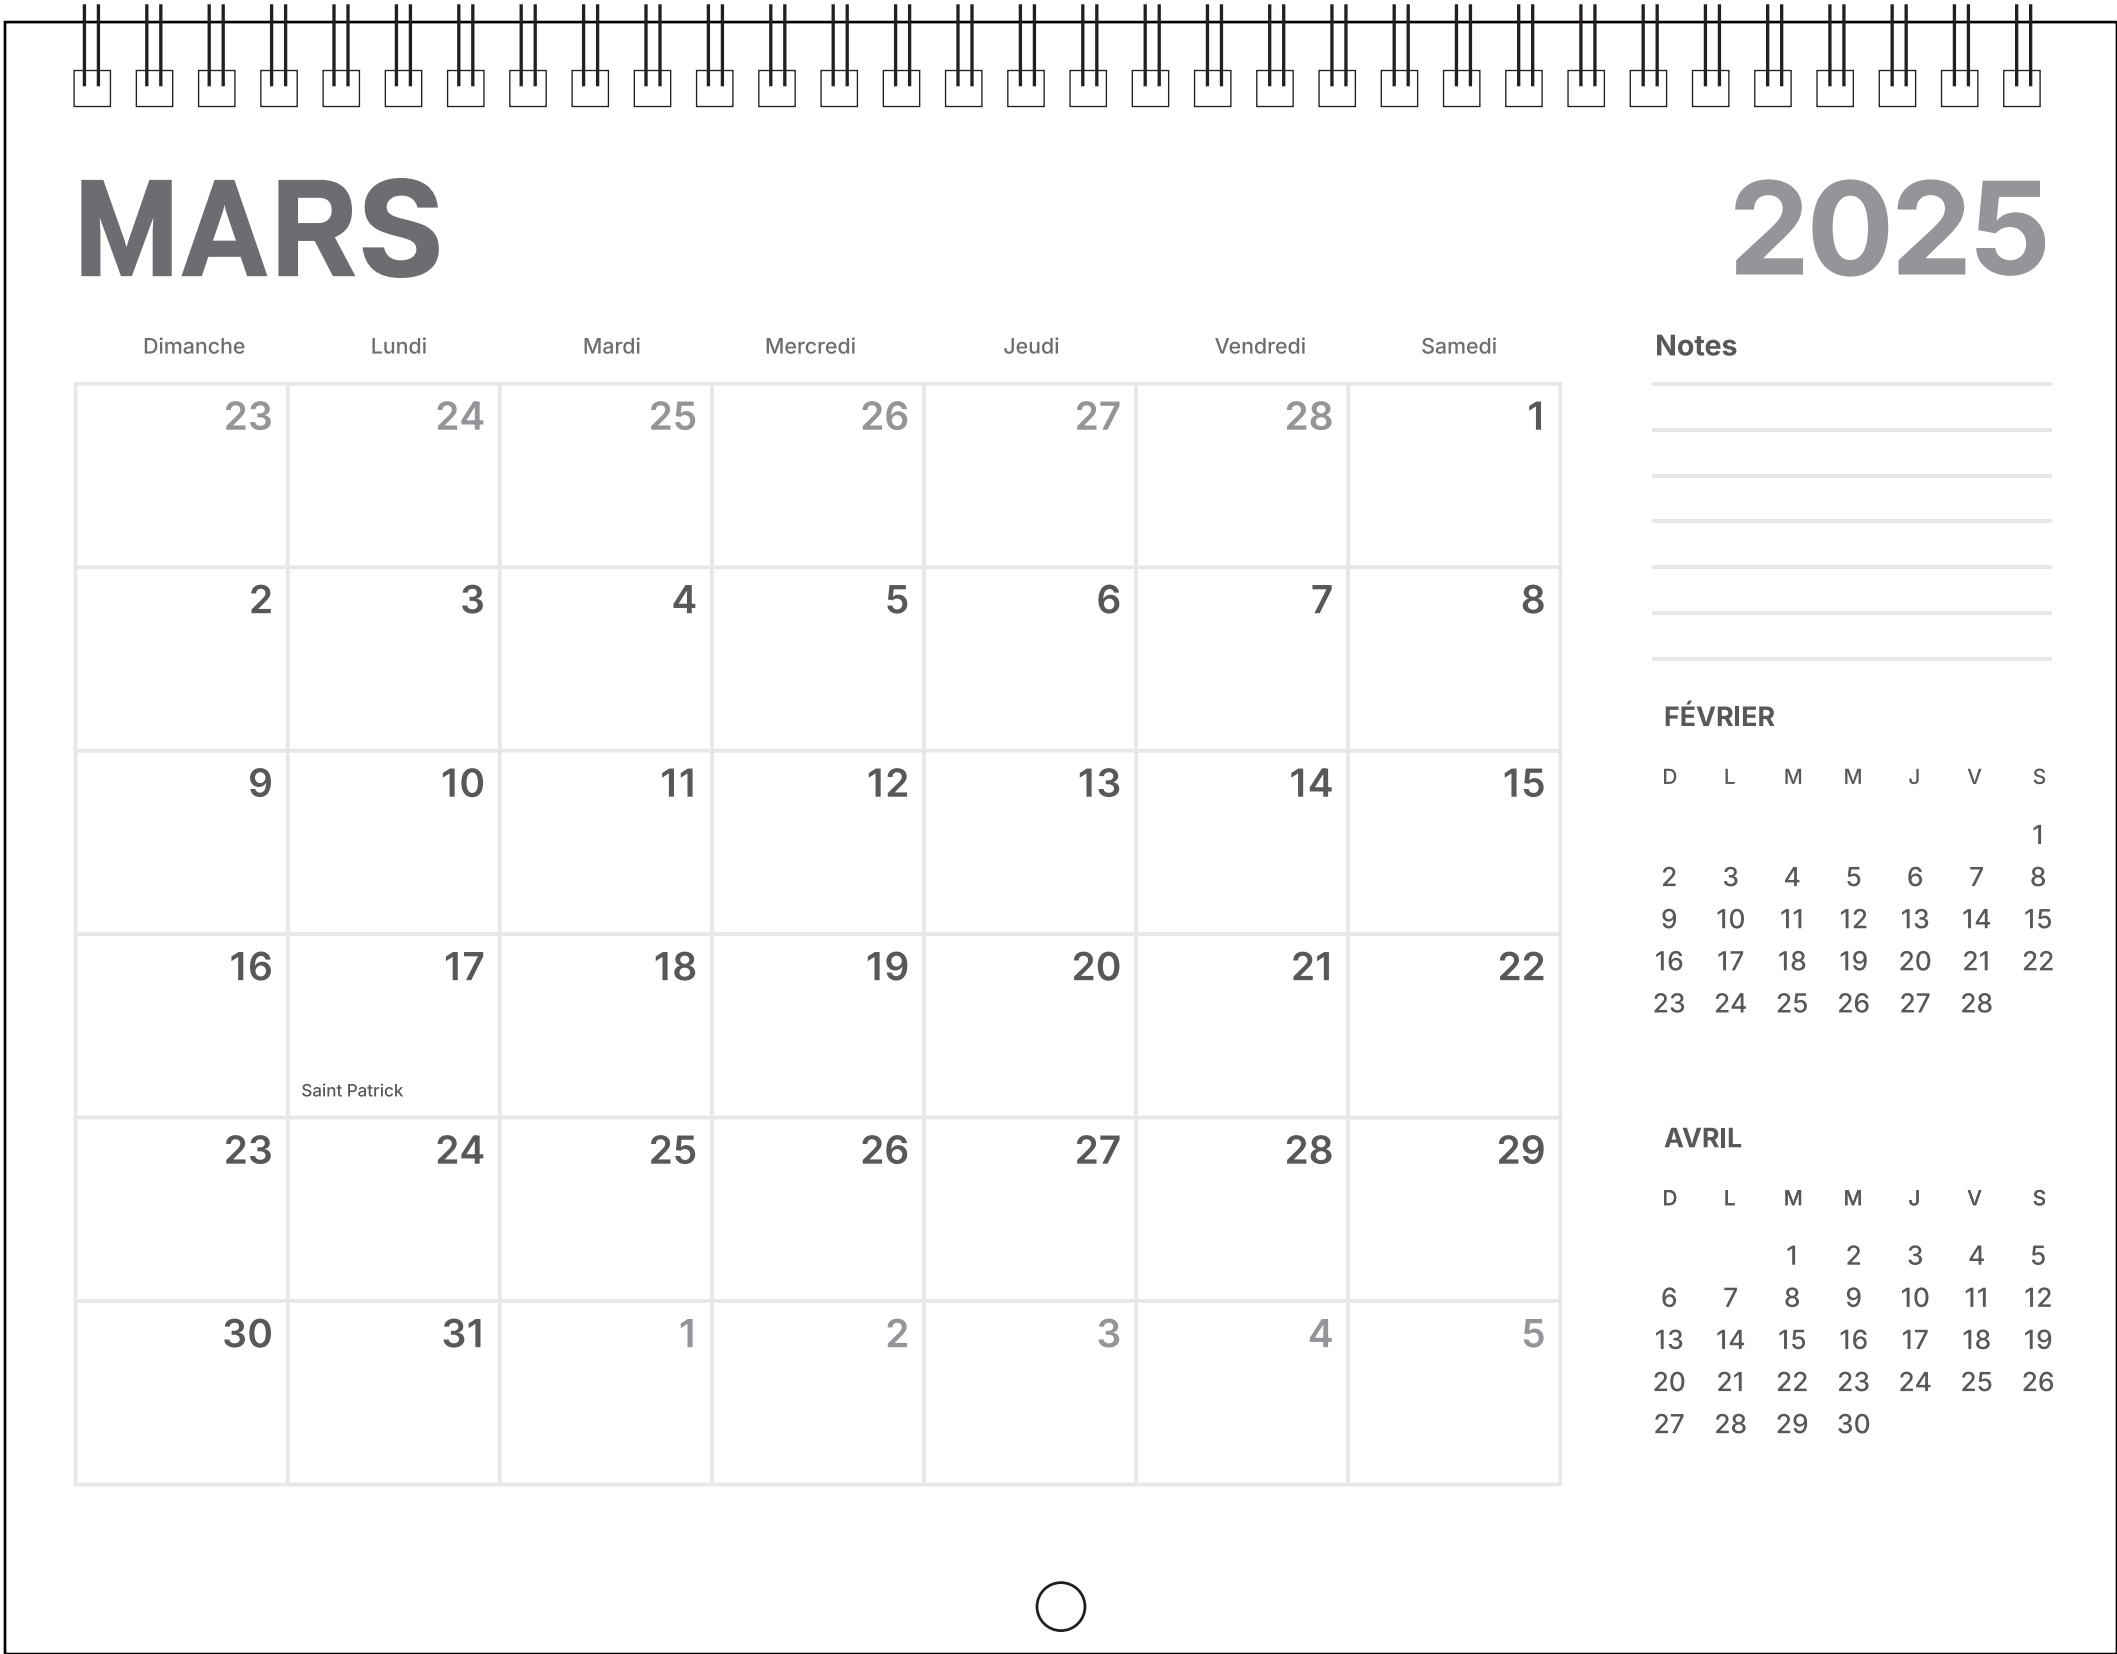 MARS 2025
Dimanche Lundi Mardi Mercredi Jeudi Vendredi Samedi
23 24 25 26 27 28 1
2 3 4 5 6 7 8
9 10 11 12 13 14 15
16 17 18 19 20 21 22
Saint Patrick
23 24 25 26 27 28 29
30 31 1 2 3 4 5
Notes
FÉVRIER
D L M M J V S
1
2 3 4 5 6 7 8
9 10 11 12 13 14 15
16 17 18 19 20 21 22
23 24 25 26 27 28
AVRIL
D L M M J V S
1 2 3 4 5
6 7 8 9 10 11 12
13 14 15 16 17 18 19
20 21 22 23 24 25 26
27 28 29 30